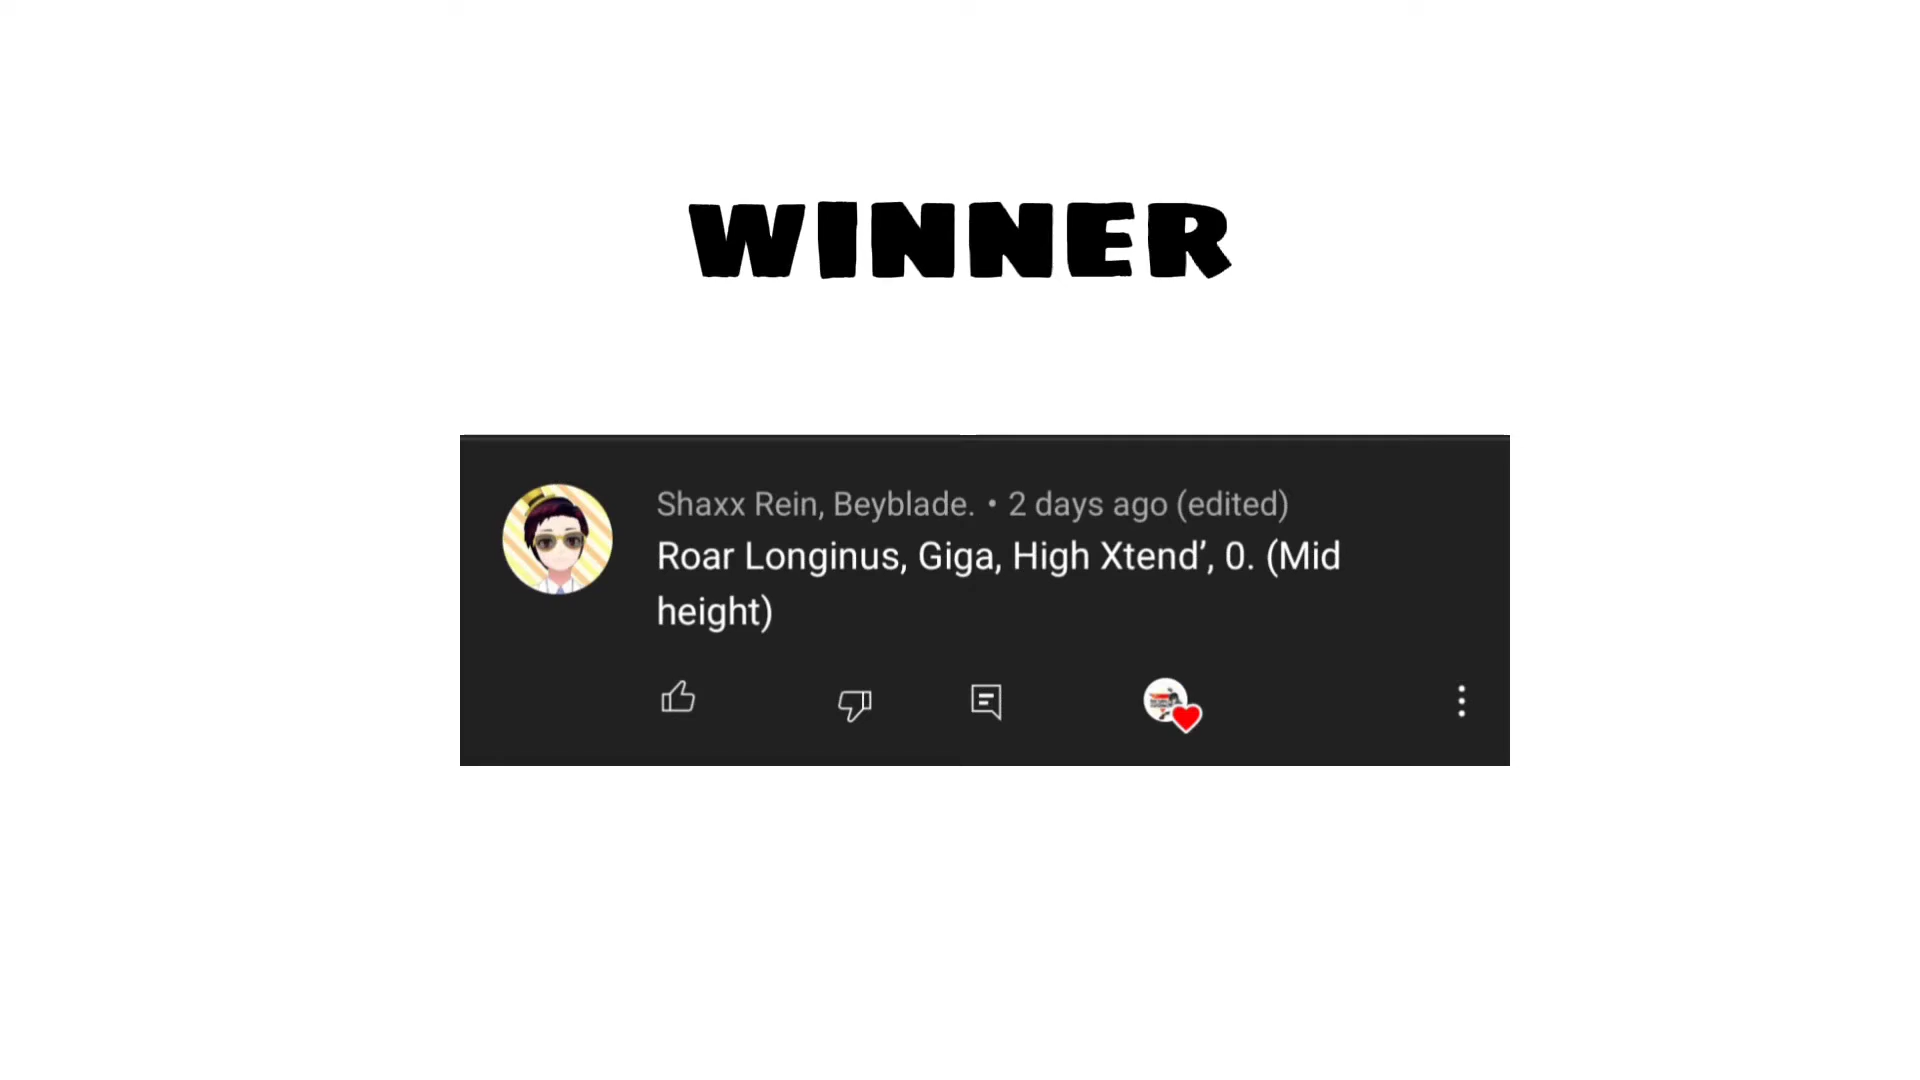 WINNER
Shaxx Rein, Beyblade. • 2 days ago (edited)
Roar Longinus, Giga, High Xtend’, 0. (Mid
height)